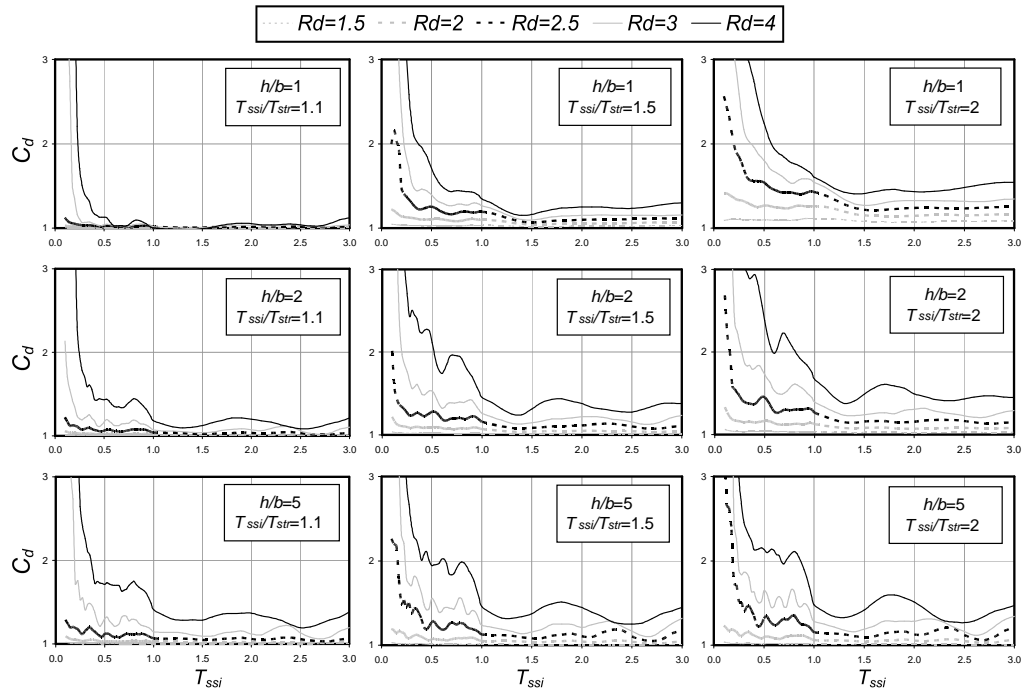 Rd=1.5 Rd=2 Rd=2.5 Rd=3 Rd=4
3 3 3
h/b=1 h/b=1 h/b=1
Tssi/Tstr=1.1 Tssi/Tstr=1.5 Tssi/Tstr=2
Cd 2 2 2
1 1 1
0.0 0.5 1.0 1.5 2.0 2.5 3.0 0.0 0.5 1.0 1.5 2.0 2.5 3.0 0.0 0.5 1.0 1.5 2.0 2.5 3.0
3 3 3
h/b=2 h/b=2 h/b=2
Tssi/Tstr=1.1 Tssi/Tstr=1.5 Tssi/Tstr=2
Cd 2 2 2
1 1 1
0.0 0.5 1.0 1.5 2.0 2.5 3.0 0.0 0.5 1.0 1.5 2.0 2.5 3.0 0.0 0.5 1.0 1.5 2.0 2.5 3.0
3 3 3
h/b=5 h/b=5 h/b=5
Tssi/Tstr=1.1 Tssi/Tstr=1.5 Tssi/Tstr=2
Cd 2 2 2
1 1 1
0.0 0.5 1.0 1.5 2.0 2.5 3.0 0.0 0.5 1.0 1.5 2.0 2.5 3.0 0.0 0.5 1.0 1.5 2.0 2.5 3.0
Tssi Tssi Tssi